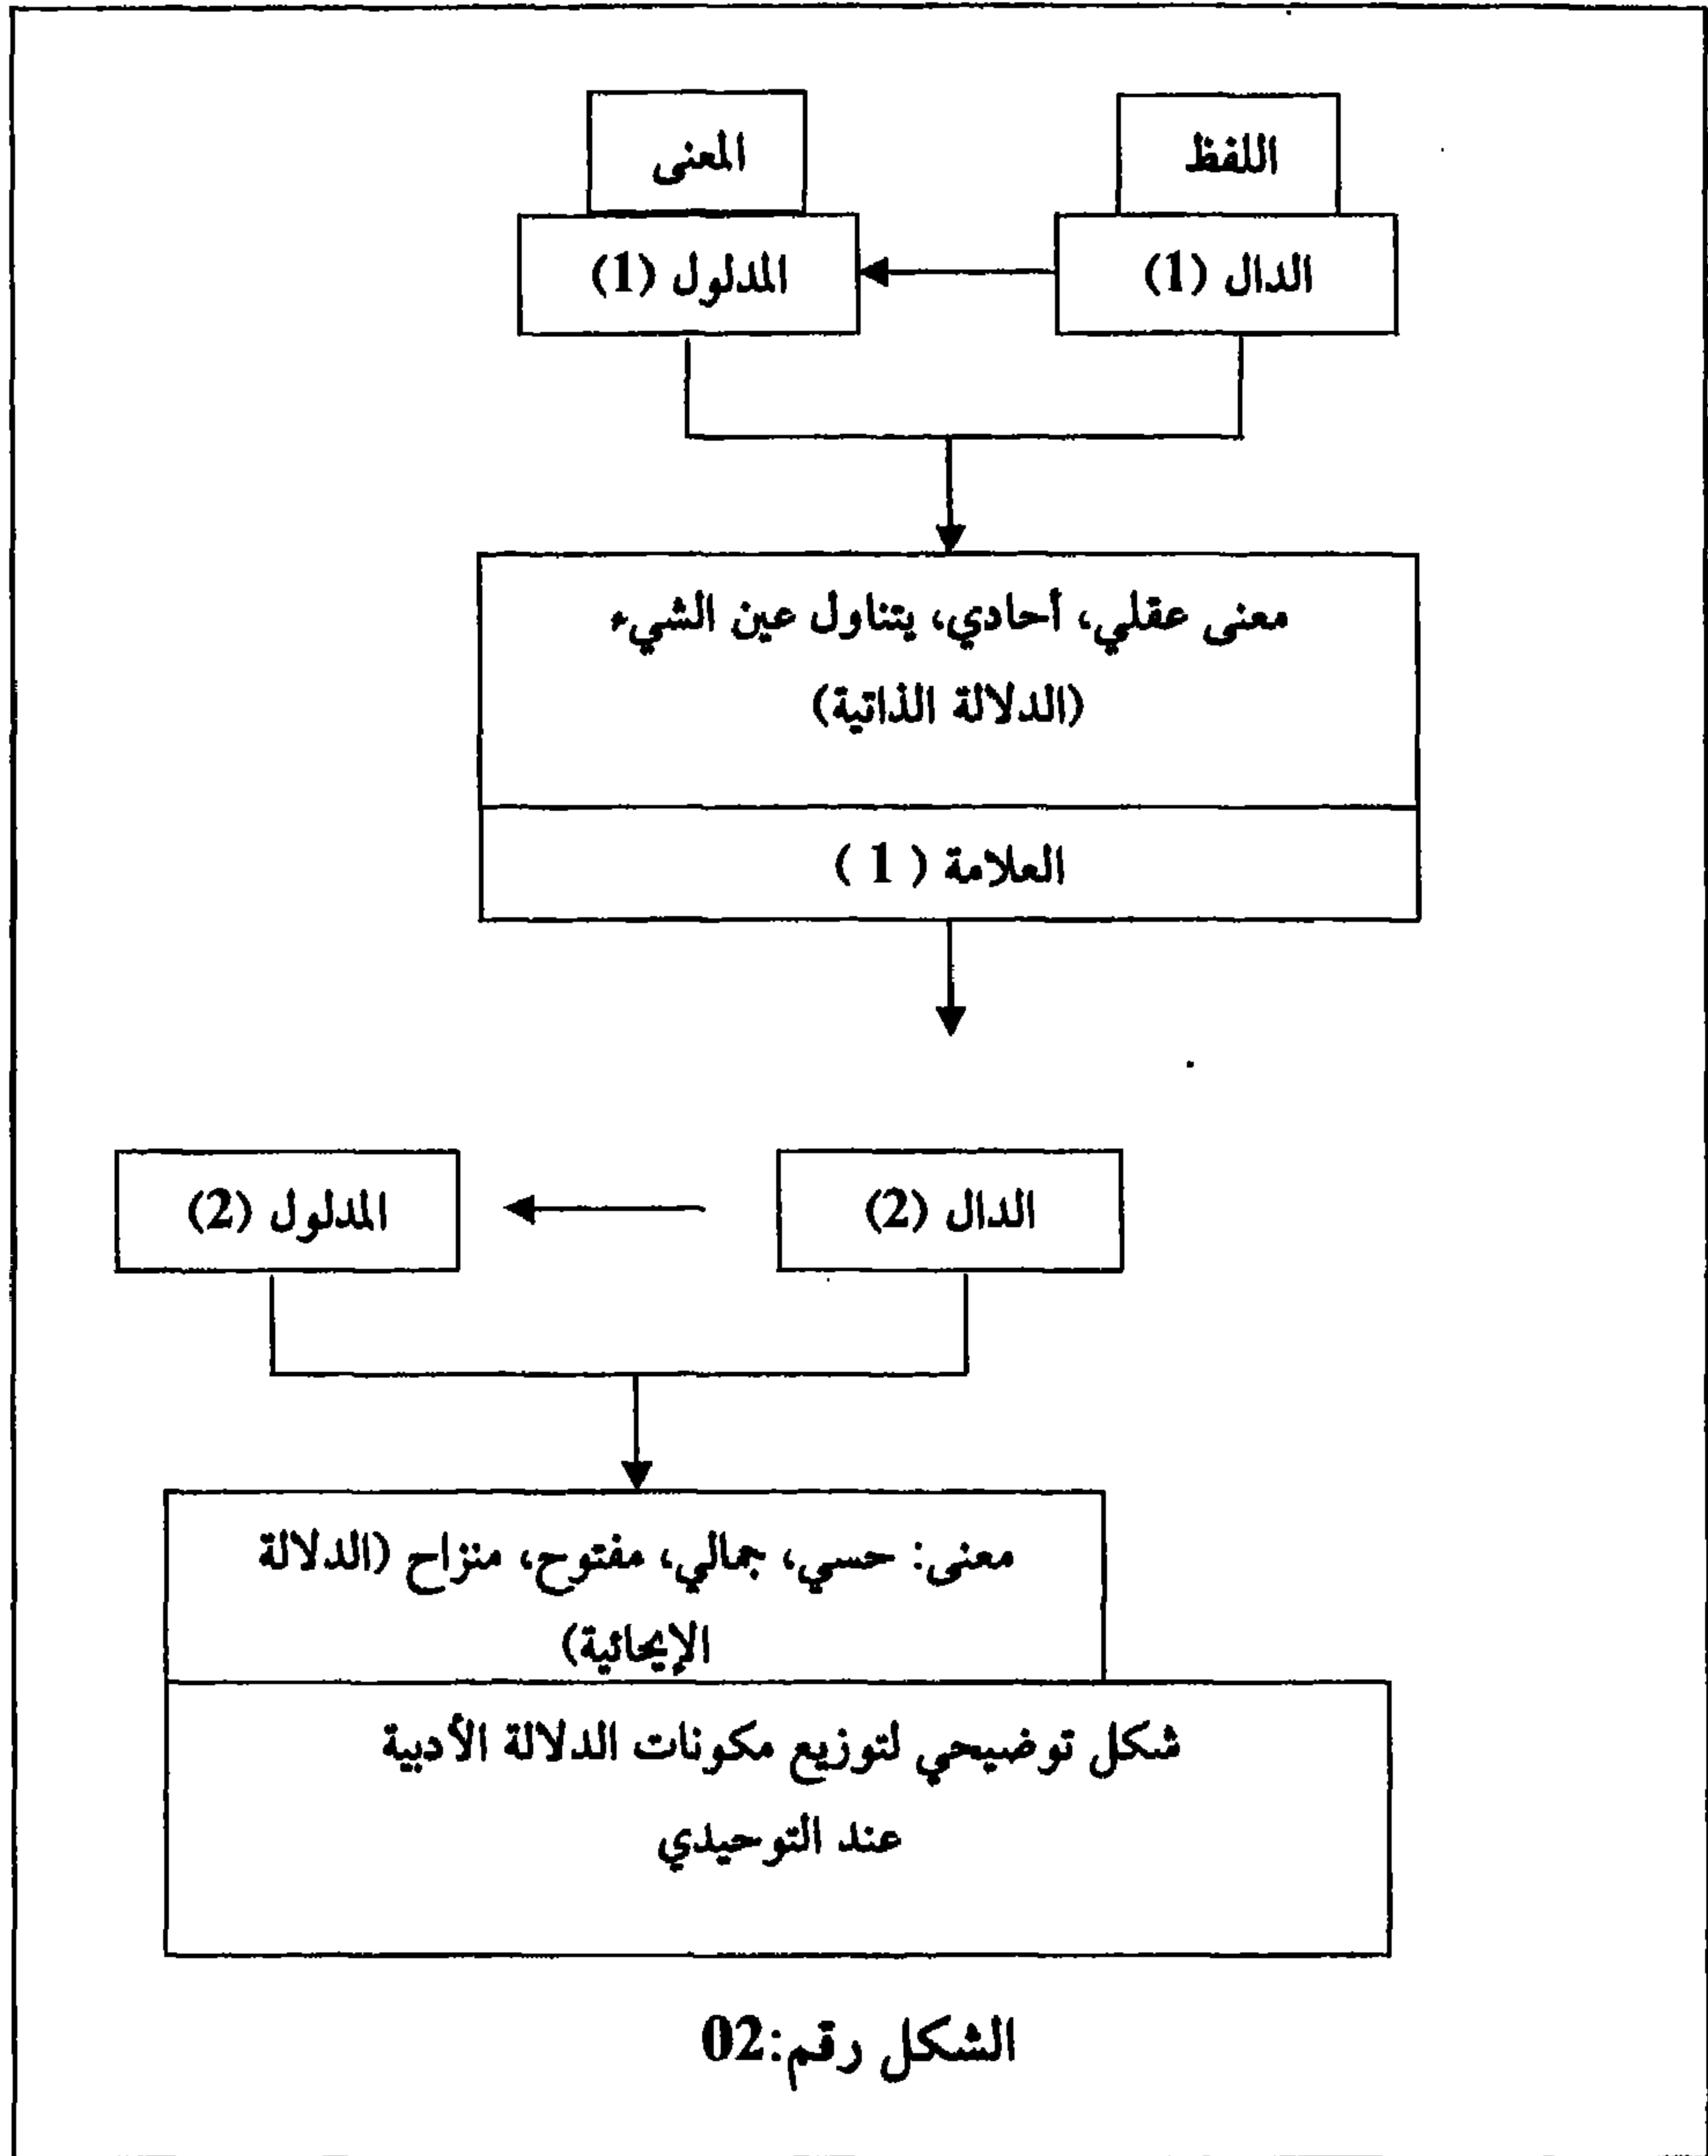 اللفظ
المعنى
الدال (1)
المدلول (1)
معنى عقلي، أحادي، يتناول عين الشيء
(الدلالة الذاتية)
العلامة ( 1 )
الدال (2)
المدلول (2)
معنى: حسي، جمالي، مفتوح، منزاح (الدلالة
الإيحائية)
شكل توضيحي لتوزيع مكونات الدلالة الأدبية
عند التوحيدي
الشكل رقم:02